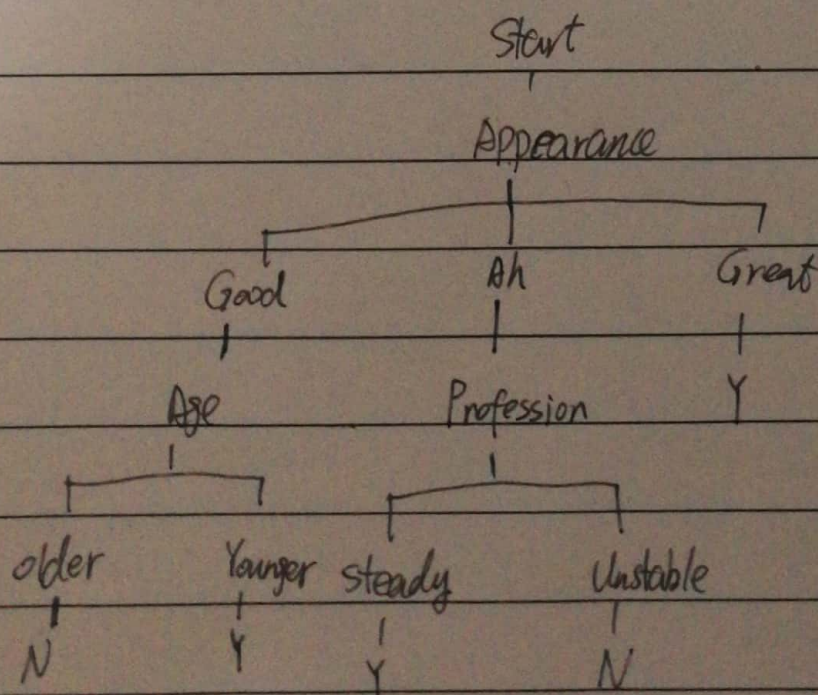 Start
Appearance
Good Ah Great
Age Profession Y
older Younger steady Unstable
N Y Y N